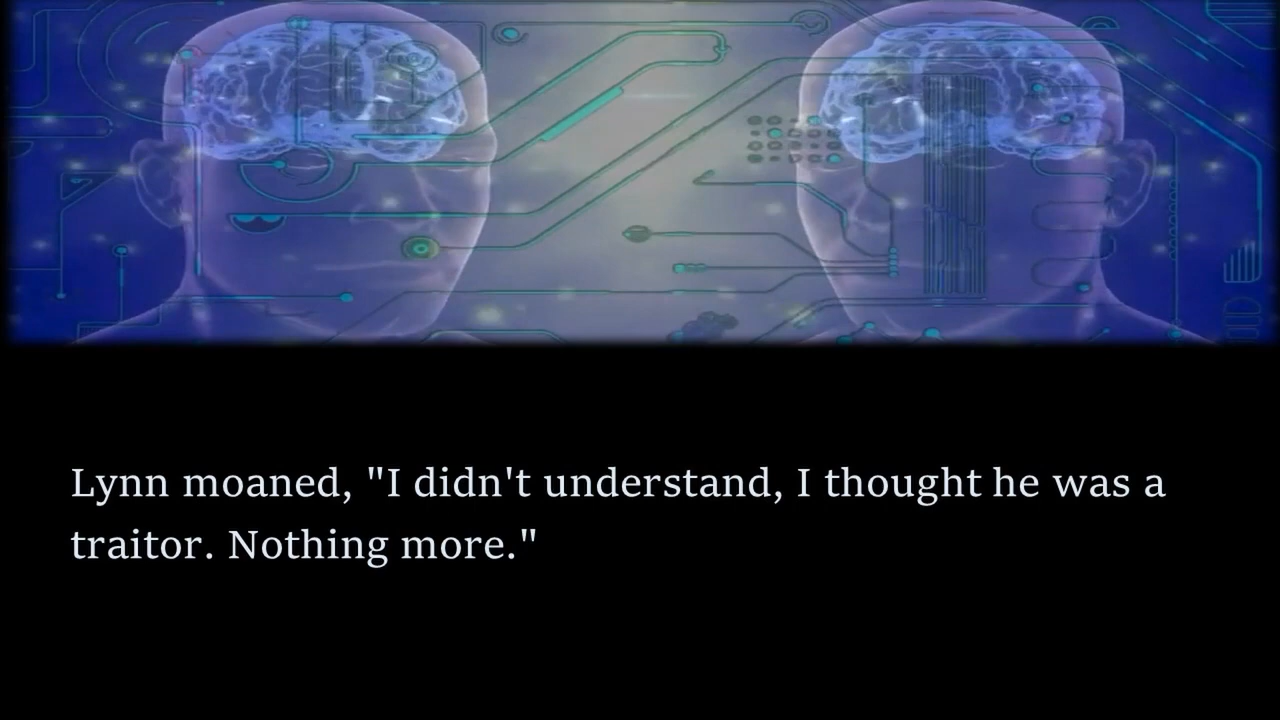 Lynn moaned, "I didn't understand, I thought he was a
traitor. Nothing more."